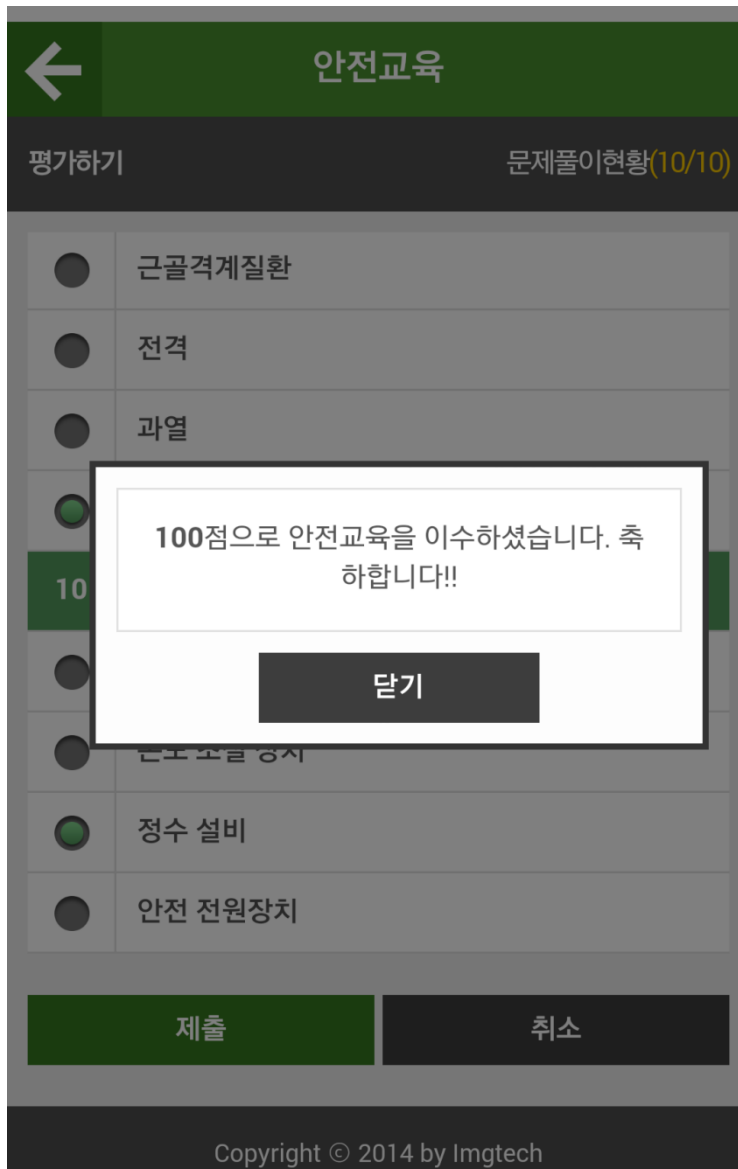 안전교육
평가하기 문제풀이현황(10/10)
근골격계질환
전격
과열
100점으로 안전교육을 이수하셨습니다. 축
하합니다!!
10
닫기
정수 설비
안전 전원장치
제출 취소
Copyright © 2014 by Imgtech